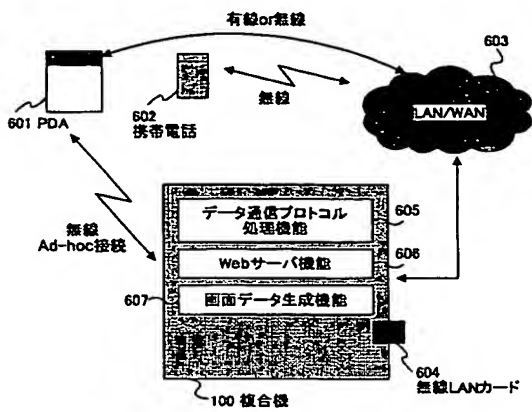 有線or無線
603
601 PDA
602
携帯電話
無線
LAN/WAN
無線
Ad-hoc接続
データ通信プロトコル
処理機能
605
Webサーバ機能
606
607
画面データ生成機能
604
無線LANカード
100 複合機